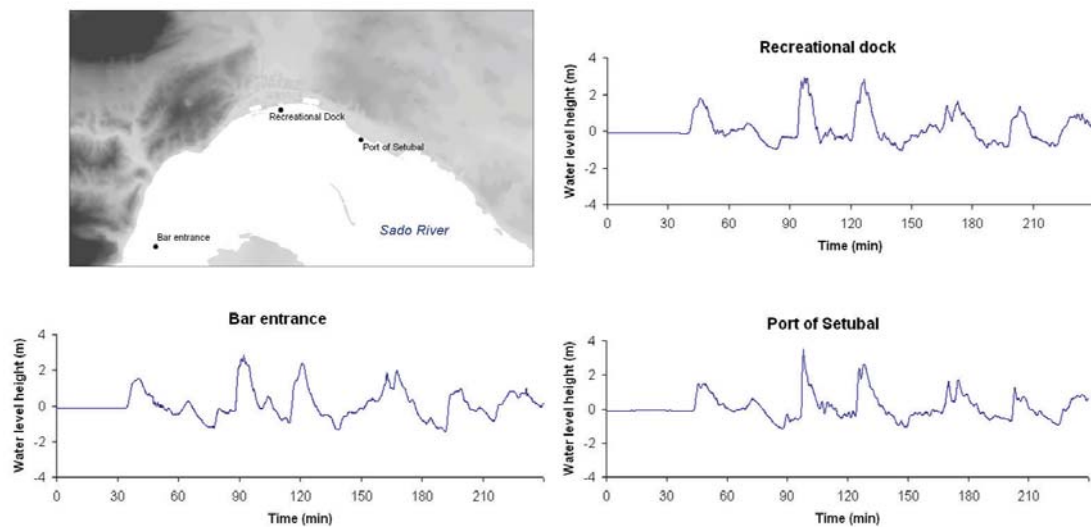 Recreational Dock
Port of Setubal
Bar entrance
Sado River
Recreational dock
Water level height (m)
4
2
0
-2
-4
0 30 60 90 120 150 180 210
Time (min)
Bar entrance
Water level height (m)
4
2
0
-2
-4
0 30 60 90 120 150 180 210
Time (min)
Port of Setubal
Water level height (m)
4
2
0
-2
-4
0 30 60 90 120 150 180 210
Time (min)